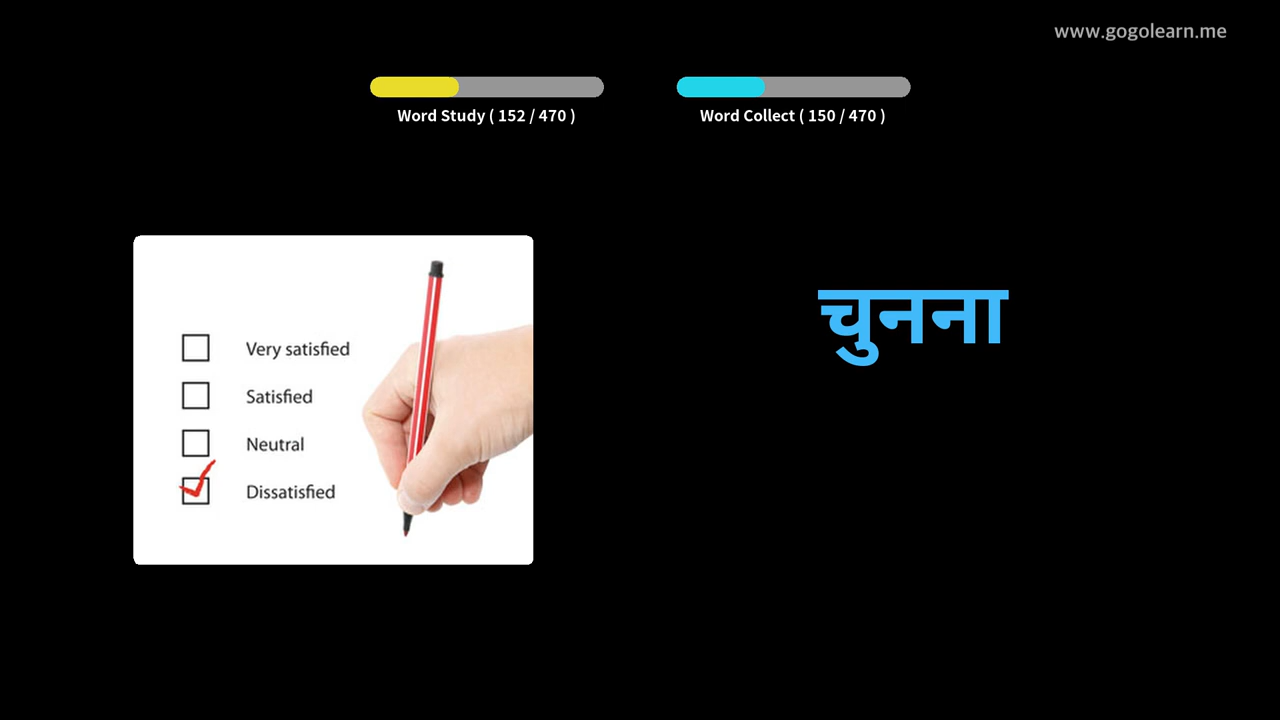 www.gogolearn.me
Word Study ( 152 / 470 )
Word Collect ( 150 / 470 )
Very satisfied
Satisfied
Neutral
Dissatisfied
चुनना